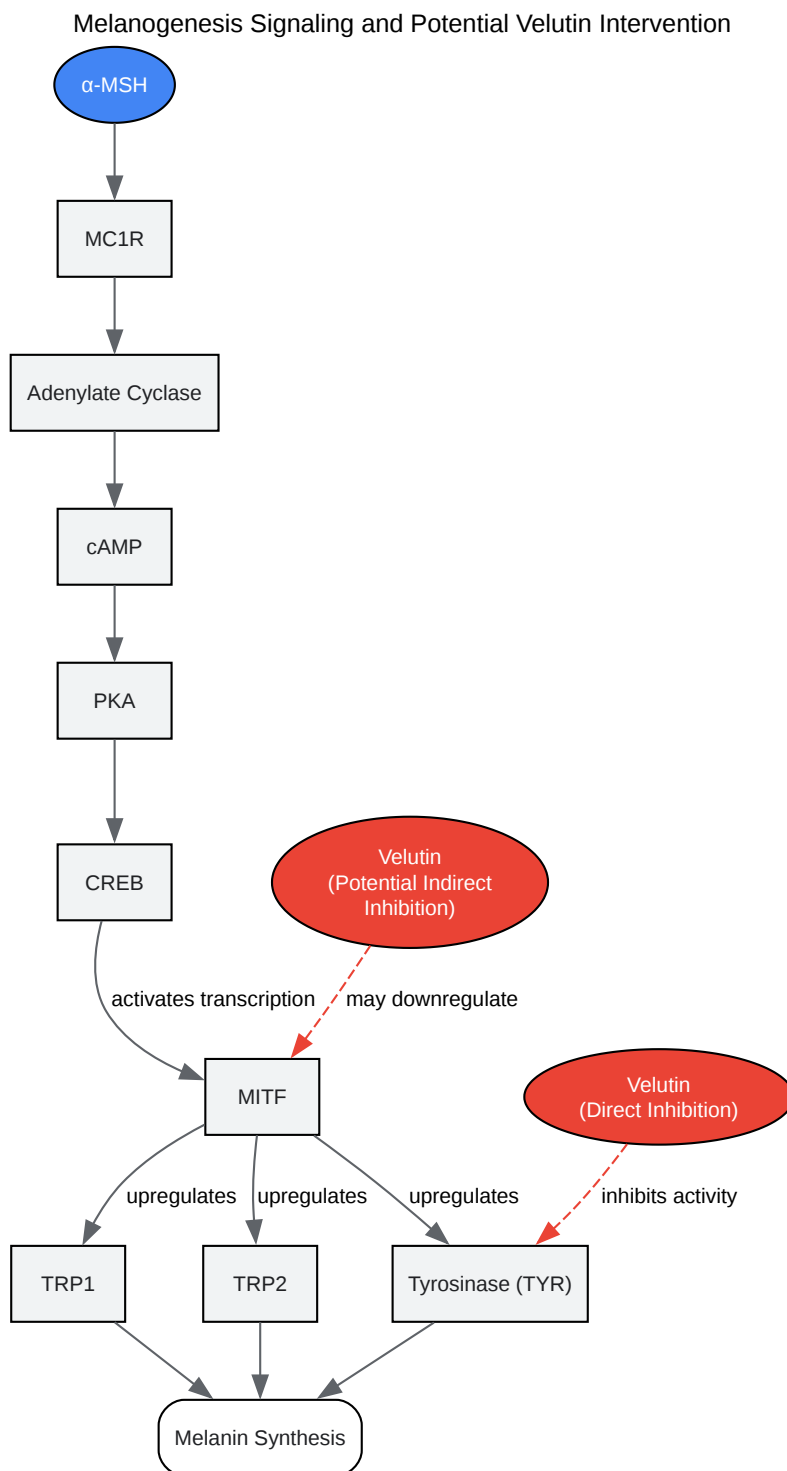 Melanogenesis Signaling and Potential Velutin Intervention
α-MSH
MC1R
Adenylate Cyclase
cAMP
PKA
CREB
Velutin
(Potential Indirect
Inhibition)
activates transcription
may downregulate
MITF
Velutin
(Direct Inhibition)
upregulates
upregulates
upregulates
inhibits activity
TRP1
TRP2
Tyrosinase (TYR)
Melanin Synthesis